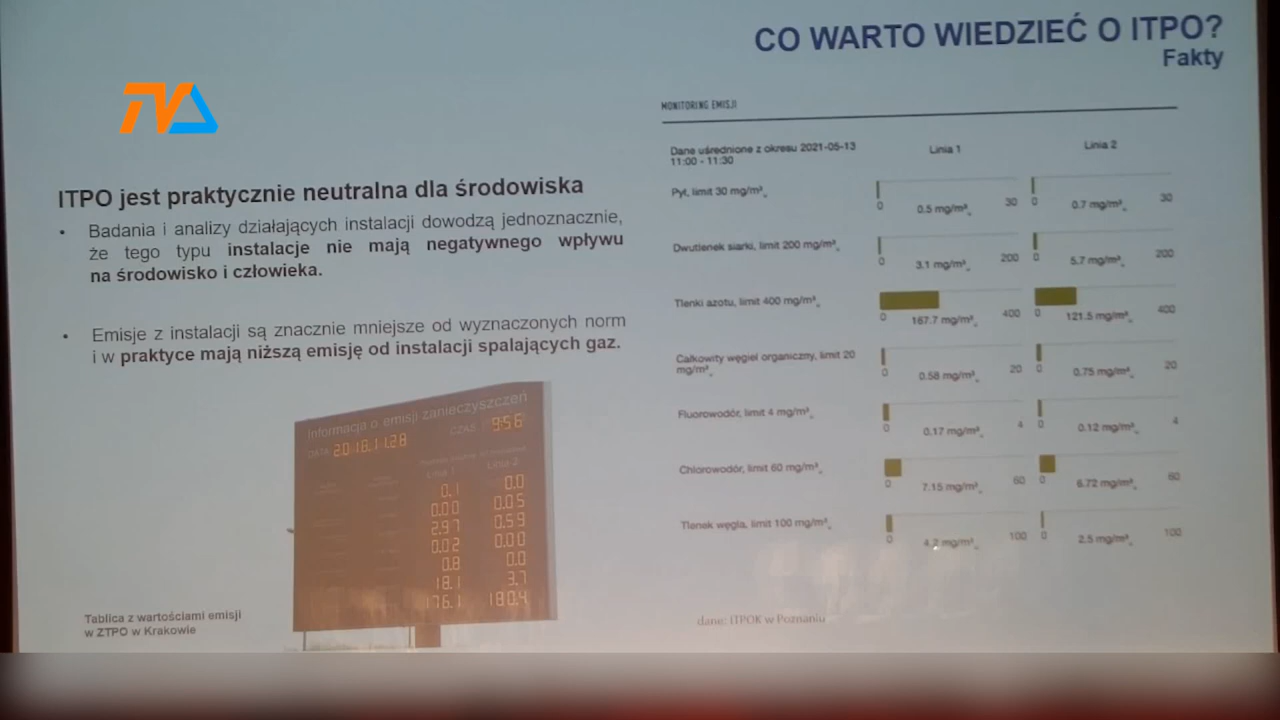 CO WARTO WIEDZIEĆ O ITPO?
Fakty
TVA
ITPO jest praktycznie neutralna dla środowiska
• Badania i analizy działających instalacji dowodzą jednoznacznie,
że tego typu instalacje nie mają negatywnego wpływu
na środowisko i człowieka.
• Emisje z instalacji są znacznie mniejsze od wyznaczonych norm
i w praktyce mają niższą emisję od instalacji spalających gaz.
Informacja o emisji zanieczyszczeń
DATA 2016.11.28 CZAS 9:56
Linia 1 Linia 2
0.1 0.0
0.00 0.05
2.97 0.59
0.02 0.00
0.8 0.0
18.1 3.7
176.1 180.4
Tablica z wartościami emisji
w ZTPO w Krakowie
MONITORING EMISJI
Dane uśrednione z okresu 2021-05-13
11:00 - 11:30
Linia 1 Linia 2
Pył, limit 30 mg/m³
0 0.5 mg/m³ 30 0 0.7 mg/m³ 30
Dwutlenek siarki, limit 200 mg/m³
0 3.1 mg/m³ 200 0 5.7 mg/m³ 200
Tlenki azotu, limit 400 mg/m³
0 167.7 mg/m³ 400 0 121.5 mg/m³ 400
Całkowity węgiel organiczny, limit 20
mg/m³
0 0.58 mg/m³ 20 0 0.75 mg/m³ 20
Fluorowodór, limit 4 mg/m³
0 0.17 mg/m³ 4 0 0.12 mg/m³ 4
Chlorowodór, limit 60 mg/m³
0 7.15 mg/m³ 60 0 6.72 mg/m³ 60
Tlenek węgla, limit 100 mg/m³
0 4.2 mg/m³ 100 0 2.5 mg/m³ 100
dane: ITPOK w Poznaniu